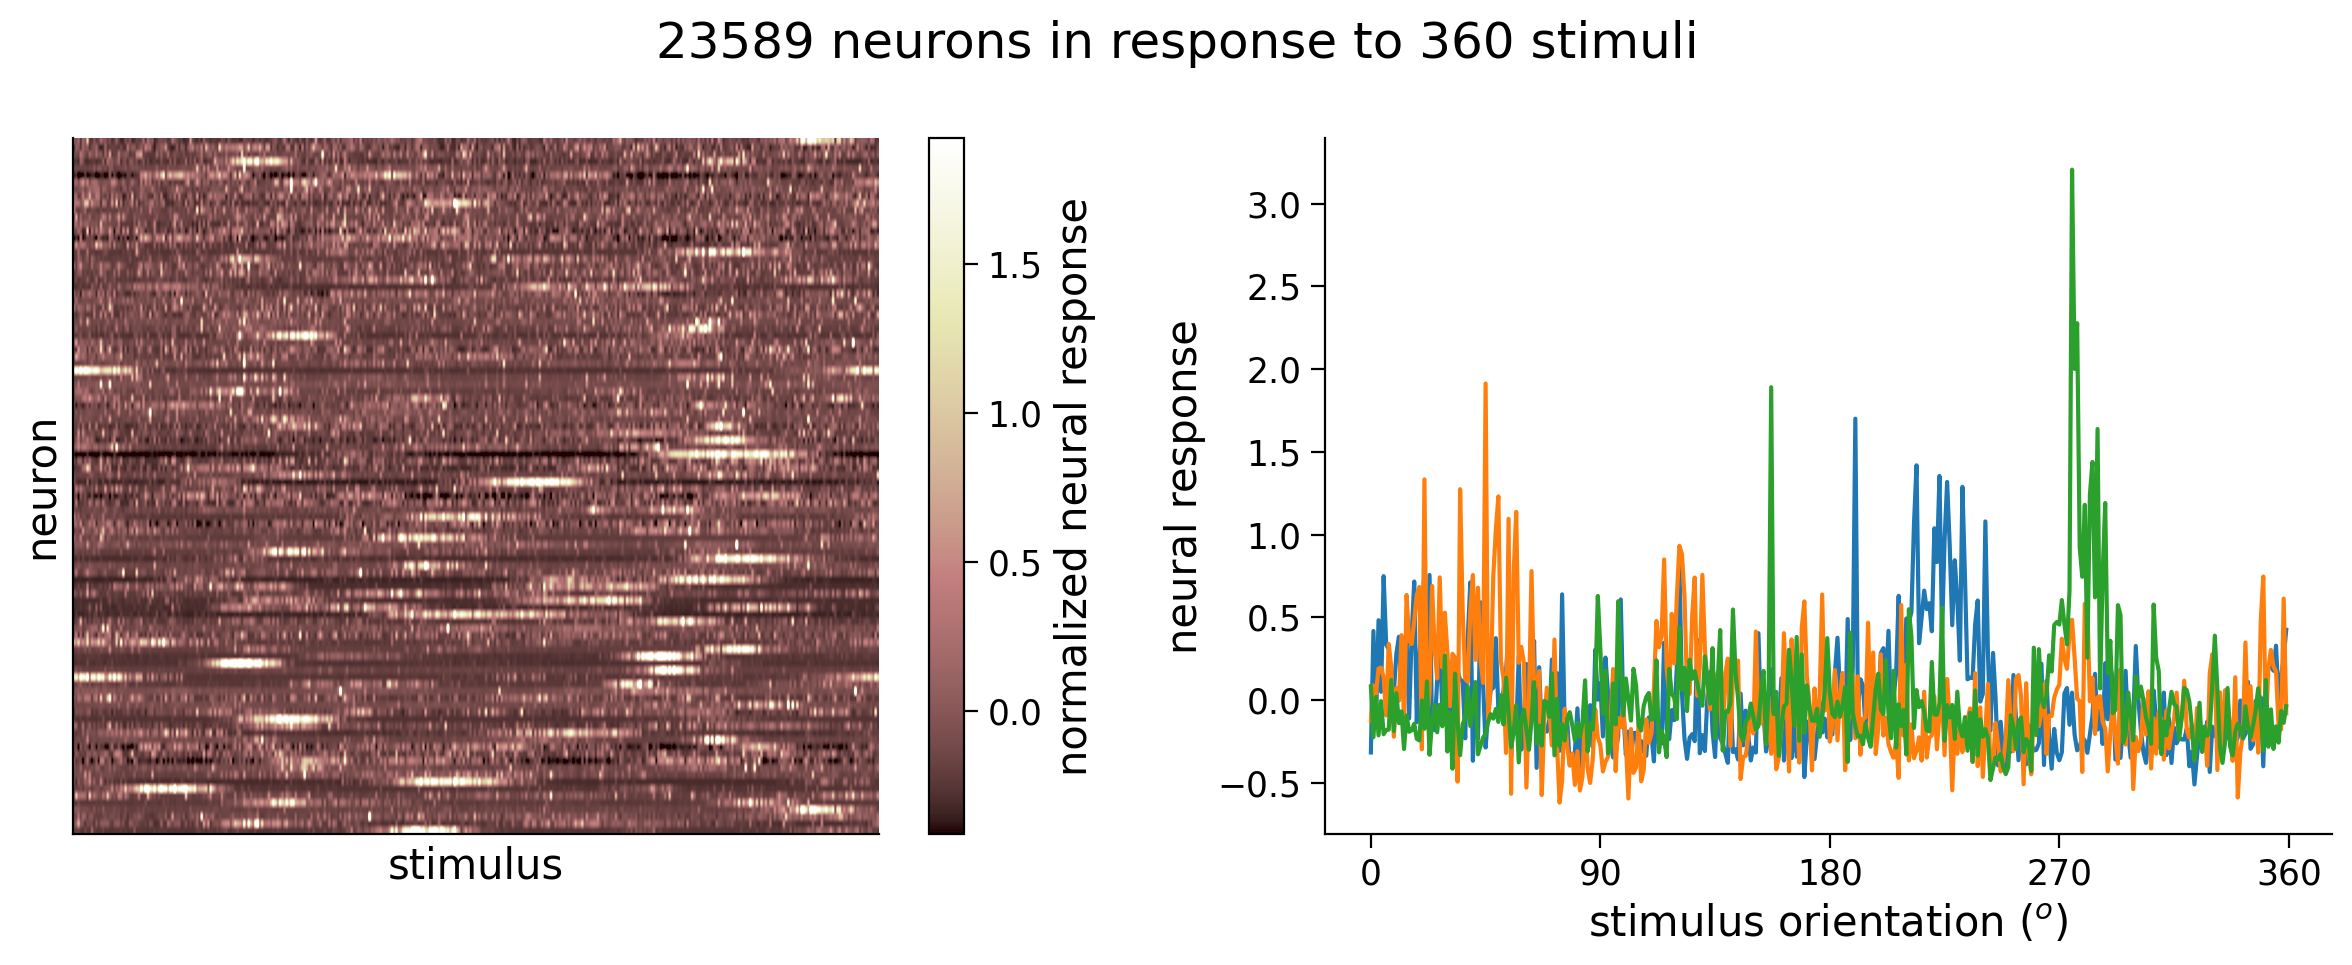 23589 neurons in response to 360 stimuli
neuron
stimulus
1.5
1.0
0.5
0.0
normalized neural response
neural response
3.0
2.5
2.0
1.5
1.0
0.5
0.0
−0.5
0 90 180 270 360
stimulus orientation (o)